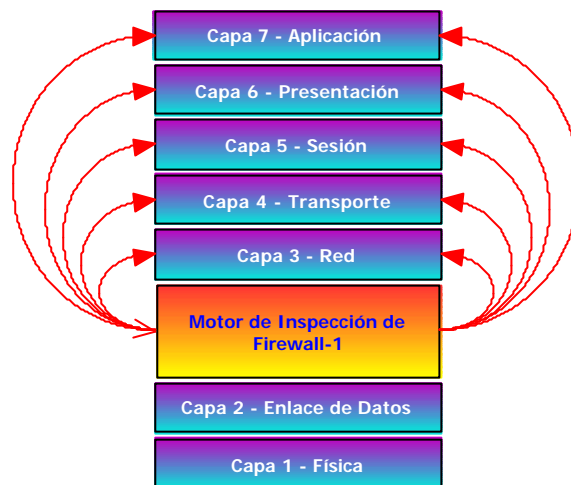 Capa 7 - Aplicación
Capa 6 - Presentación
Capa 5 - Sesión
Capa 4 - Transporte
Capa 3 - Red
Motor de Inspección de
Firewall-1
Capa 2 - Enlace de Datos
Capa 1 - Física